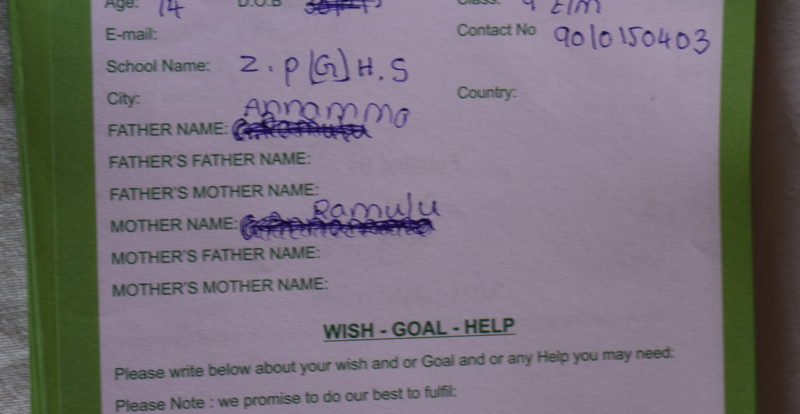 Age: 14 D.O.B Class: 9
E-mail: Contact No 9010150403
School Name: Z.P[G]H.S
City: Country:
Annamma
FATHER NAME:
FATHER'S FATHER NAME:
FATHER'S MOTHER NAME:
Ramulu
MOTHER NAME:
MOTHER'S FATHER NAME:
MOTHER'S MOTHER NAME:
WISH - GOAL - HELP
Please write below about your wish and or Goal and or any Help you may need:
Please Note : we promise to do our best to fulfil: